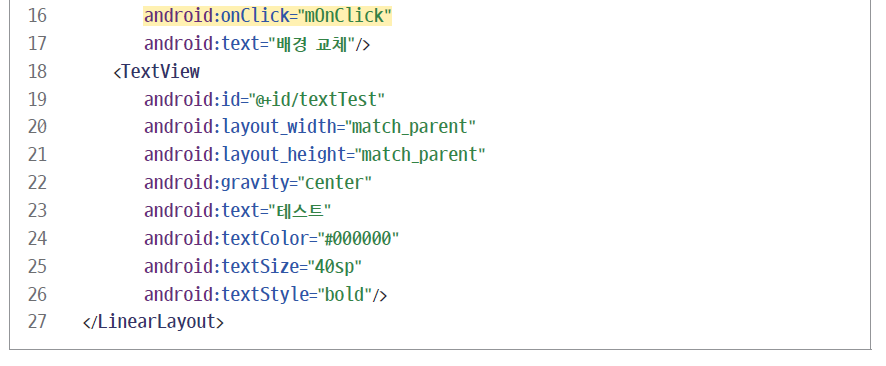 16 android:onClick="mOnClick"
17 android:text="배경 교체"/>
18 <TextView
19 android:id="@+id/textTest"
20 android:layout_width="match_parent"
21 android:layout_height="match_parent"
22 android:gravity="center"
23 android:text="테스트"
24 android:textColor="#000000"
25 android:textSize="40sp"
26 android:textStyle="bold"/>
27 </LinearLayout>